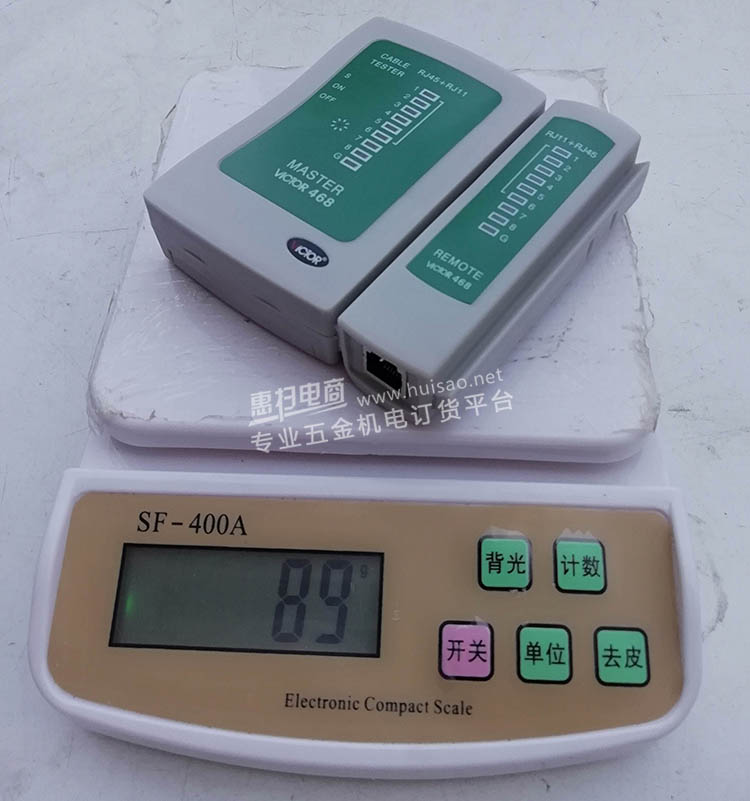 CABLE TESTER
RJ45+RJ11
S
ON
OFF
1
2
3
4
5
6
7
8
G
MASTER
VICTOR 468
VICTOR®
RJ11+RJ45
1
2
3
4
5
6
7
8
G
REMOTE
VICTOR 468
惠扫电商 www.huisao.net
专业五金机电订货平台
SF-400A
89 g
背光
计数
开关
单位
去皮
Electronic Compact Scale